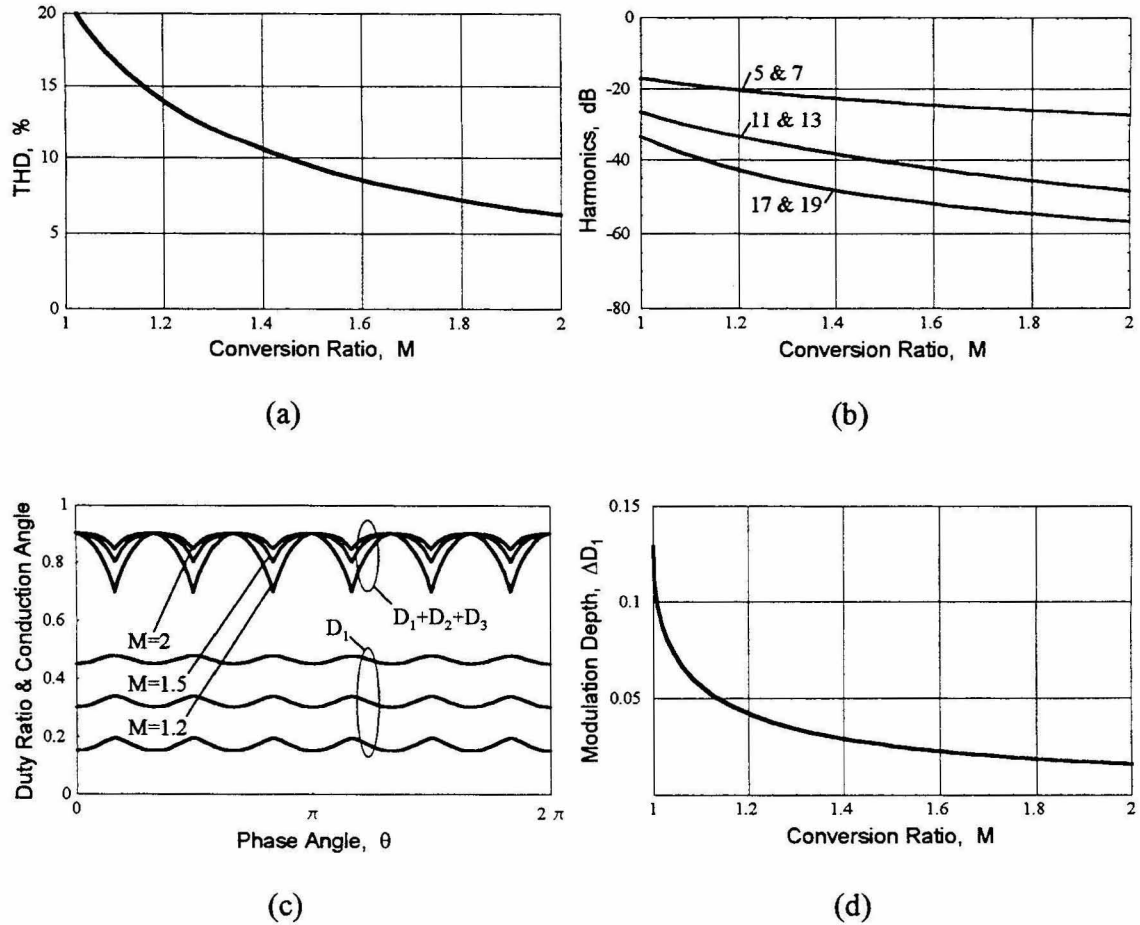 20
15
10
5
0
THD, %
1
1.2
1.4
1.6
1.8
2
Conversion Ratio, M
(a)
0
-20
-40
-60
-80
Harmonics, dB
5 & 7
11 & 13
17 & 19
1
1.2
1.4
1.6
1.8
2
Conversion Ratio, M
(b)
1
0.8
0.6
0.4
0.2
0
Duty Ratio & Conduction Angle
M=2
M=1.5
M=1.2
D₁
D₁+D₂+D₃
0
π
2 π
Phase Angle, θ
(c)
0.15
0.1
0.05
Modulation Depth, ΔD₁
1
1.2
1.4
1.6
1.8
2
Conversion Ratio, M
(d)